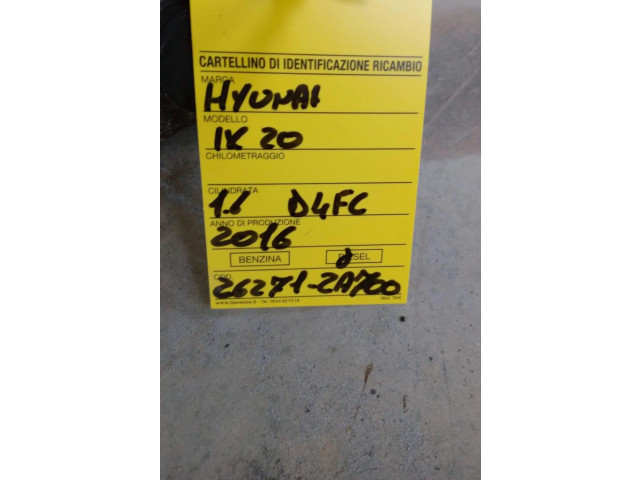 CARTELLINO DI IDENTIFICAZIONE RICAMBIO
MARCA
HYUNAI
MODELLO
IX 20
CHILOMETRAGGIO
CILINDRATA
1.6 D4FC
ANNO DI PRODUZIONE
2016
BENZINA DIESEL
COD.
26271-2A700